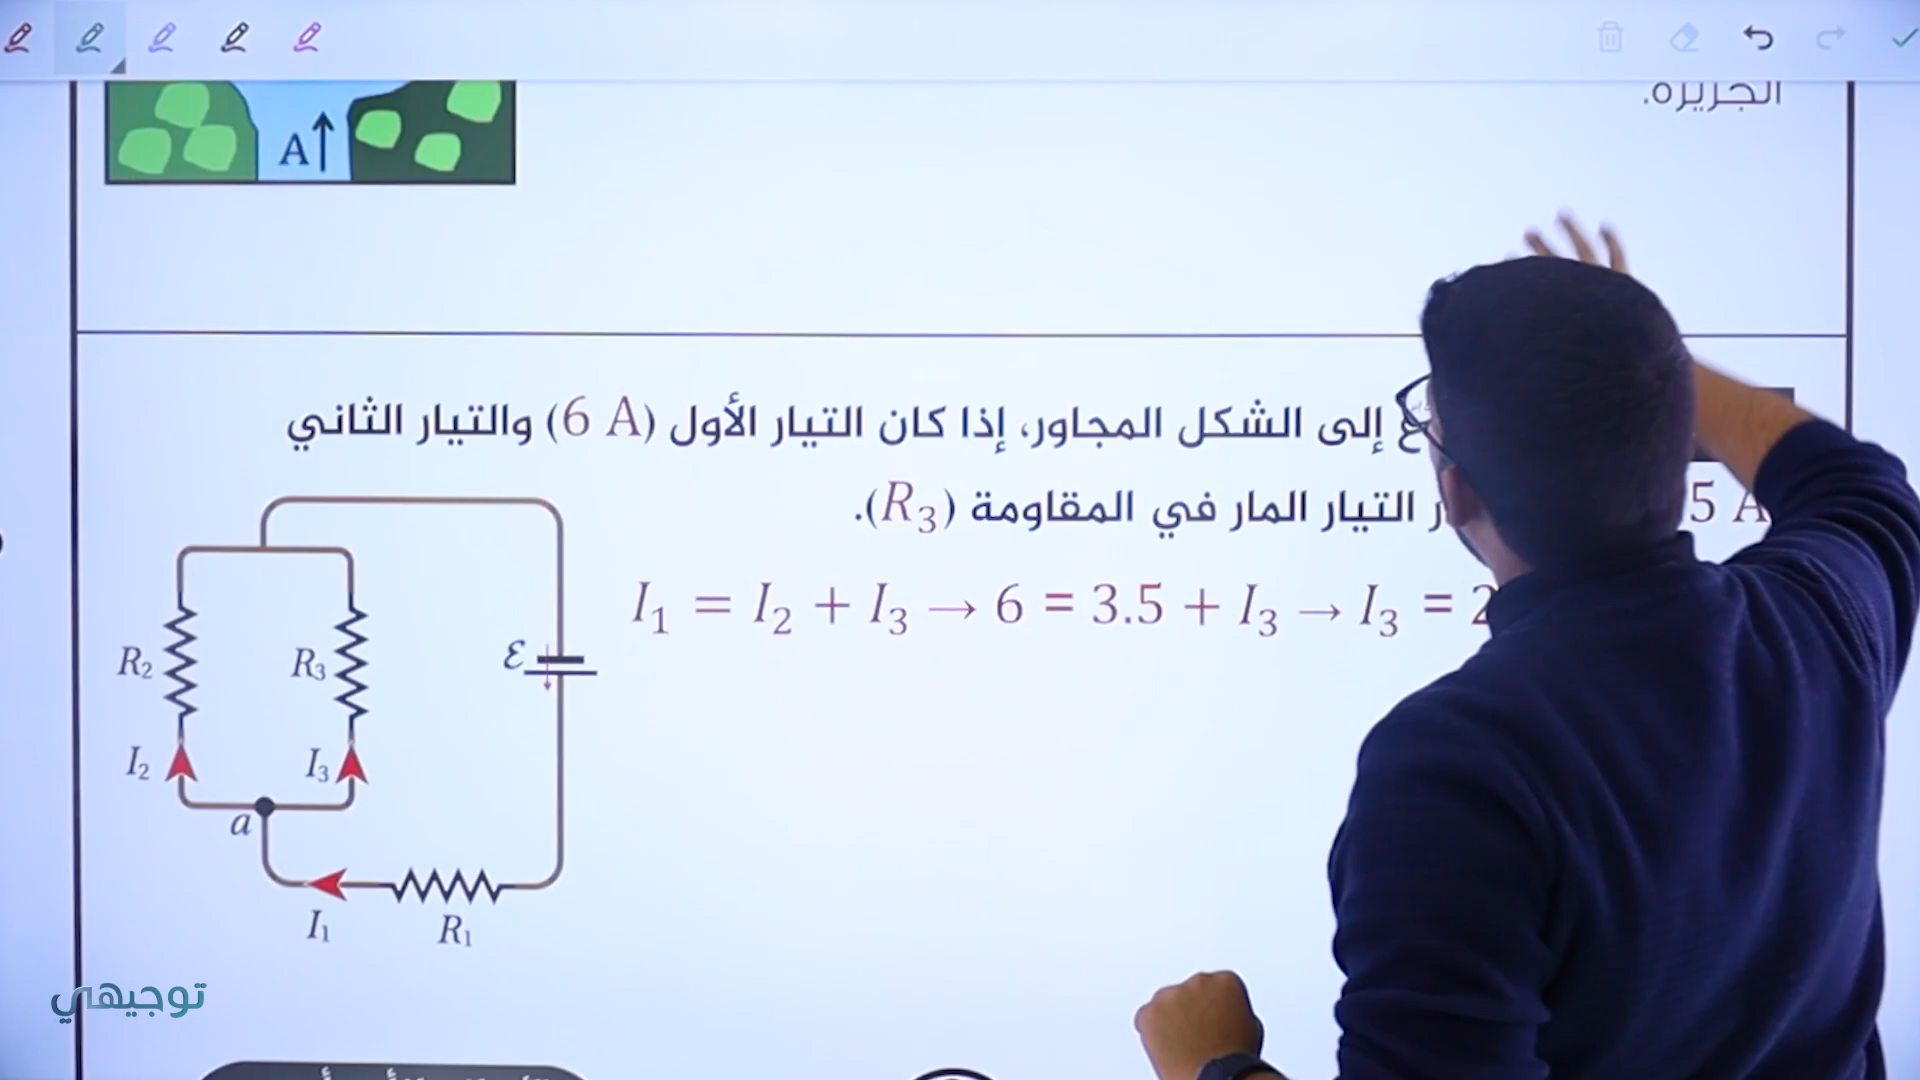 الجزيرة.
A
إلى الشكل المجاور، إذا كان التيار الأول (6 A) والتيار الثاني
5 A التيار المار في المقاومة (R₃).
I₁ = I₂ + I₃ → 6 = 3.5 + I₃ → I₃ = 2
ε
R₂
R₃
I₂
I₃
a
I₁
R₁
توجيهي